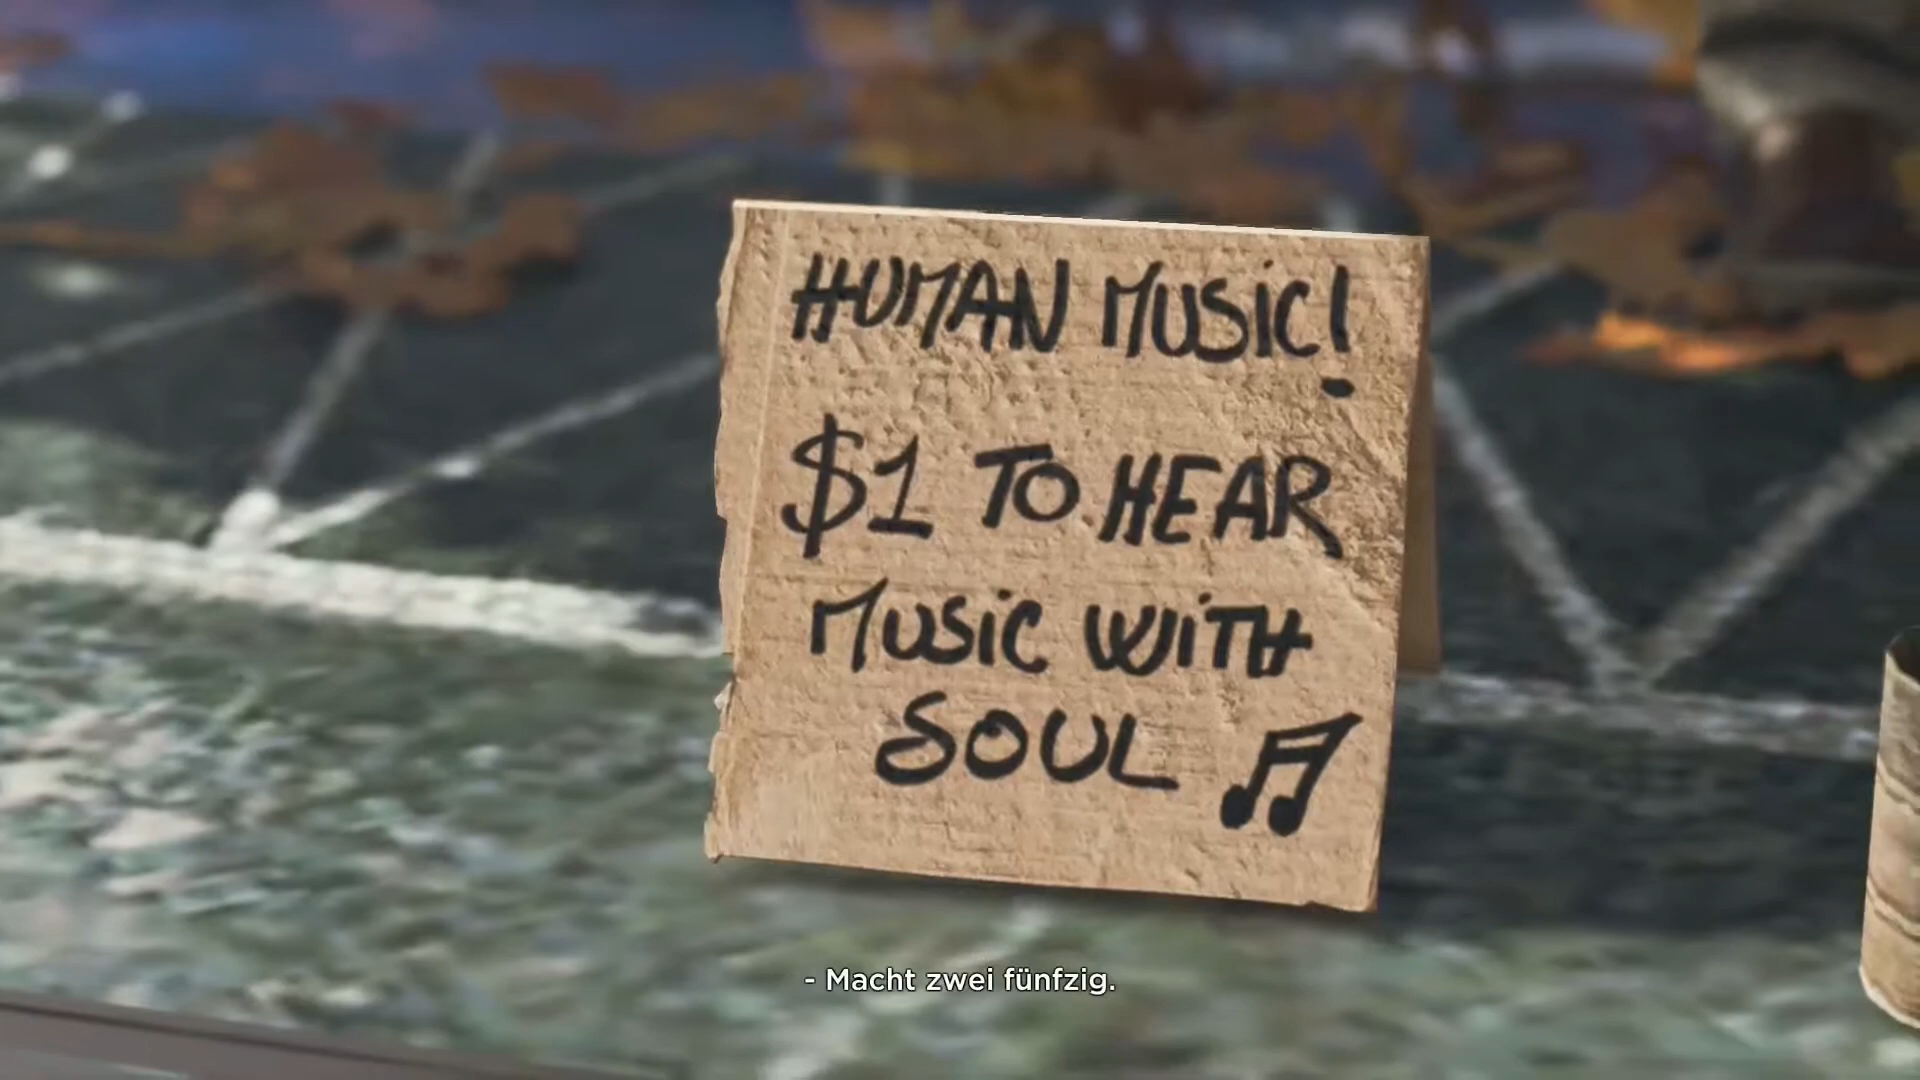 HUMAN MUSIC!
$1 TO HEAR
MUSIC WITH
SOUL
- Macht zwei fünfzig.